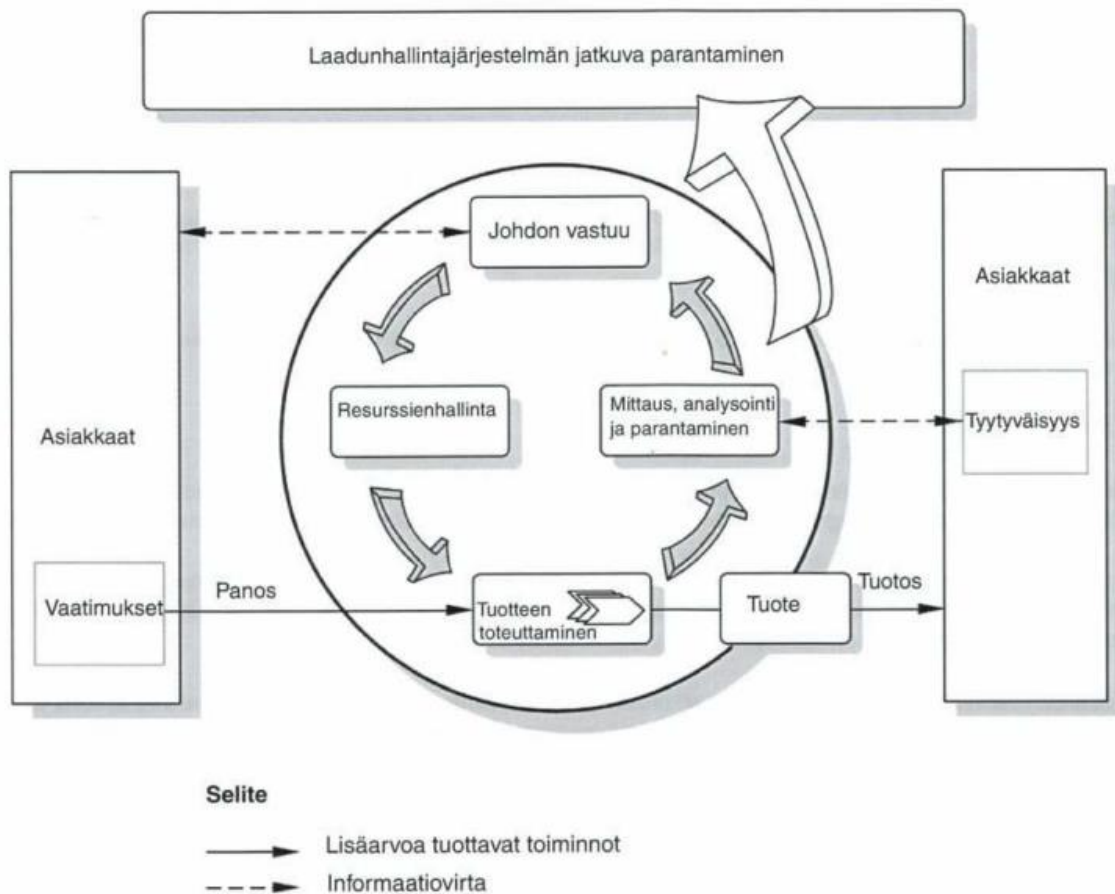 Laadunhallintajärjestelmän jatkuva parantaminen
Johdon vastuu
Asiakkaat
Resurssienhallinta
Mittaus, analysointi
ja parantaminen
Tyytyväisyys
Asiakkaat
Vaatimukset
Panos
Tuotteen
toteuttaminen
Tuote
Tuotos
Selite
Lisäarvoa tuottavat toiminnot
Informaatiovirta